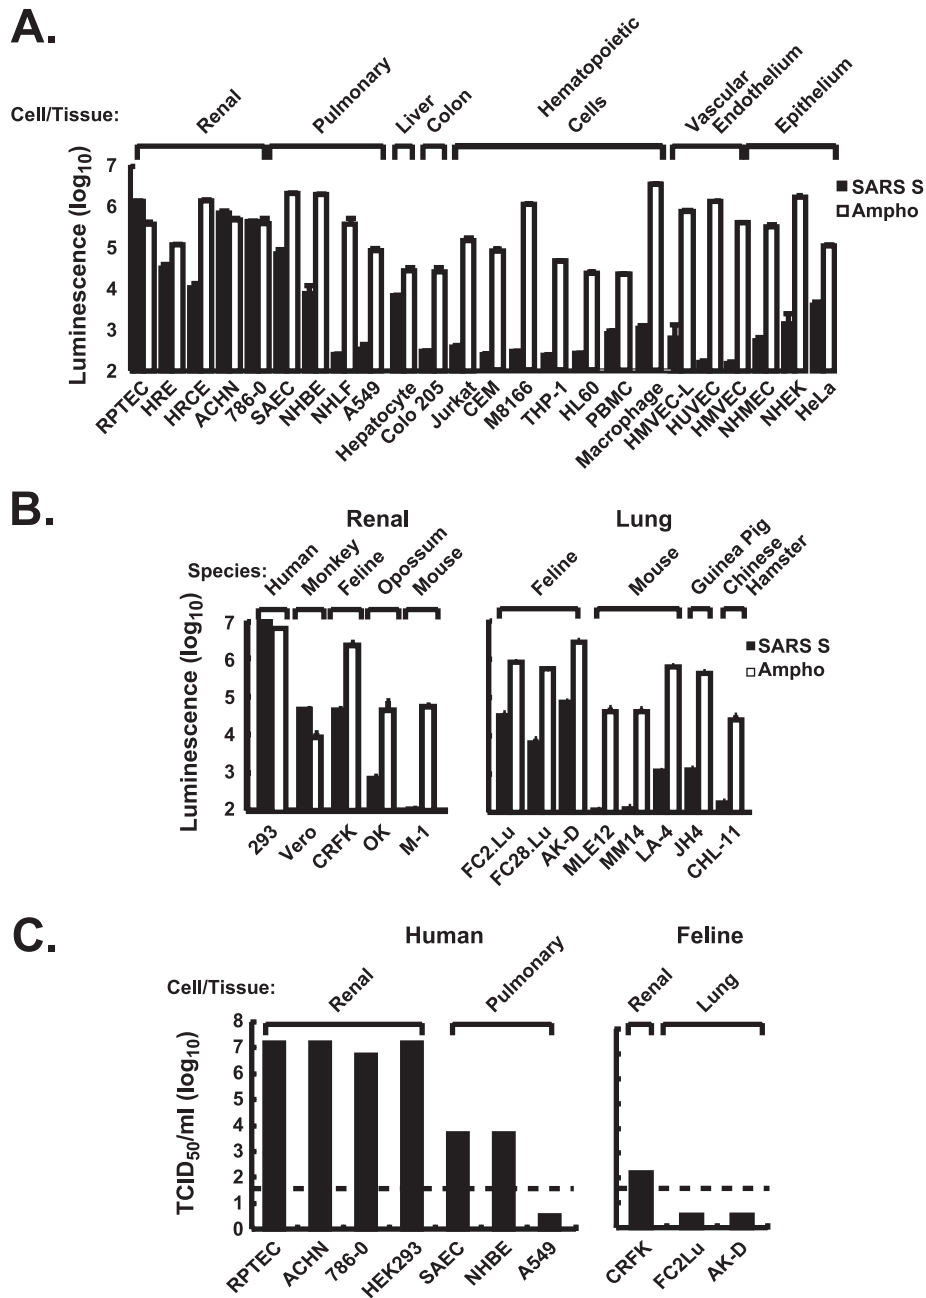 A.
Cell/Tissue:
Renal
Pulmonary
Liver
Colon
Hematopoietic
Cells
Vascular
Endothelium
Epithelium
Luminescence (log10)
7
6
5
4
3
2
SARS S
Ampho
RPTEC
HRE
HRCE
ACHN
786-0
SAEC
NHBE
NHLF
A549
Hepatocyte
Colo 205
Jurkat
CEM
M8166
THP-1
HL60
PBMC
Macrophage
HMVEC-L
HUVEC
HMVEC
NHMEC
NHEK
HeLa
B.
Renal
Lung
Species:
Human
Monkey
Feline
Opossum
Mouse
Feline
Mouse
Guinea Pig
Chinese
Hamster
Luminescence (log10)
7
6
5
4
3
2
7
6
5
4
3
2
SARS S
Ampho
293
Vero
CRFK
OK
M-1
FC2.Lu
FC28.Lu
AK-D
MLE12
MM14
LA-4
JH4
CHL-11
C.
Human
Feline
Cell/Tissue:
Renal
Pulmonary
Renal
Lung
TCID50/ml (log10)
8
7
6
5
4
3
2
1
0
RPTEC
ACHN
786-0
HEK293
SAEC
NHBE
A549
CRFK
FC2Lu
AK-D